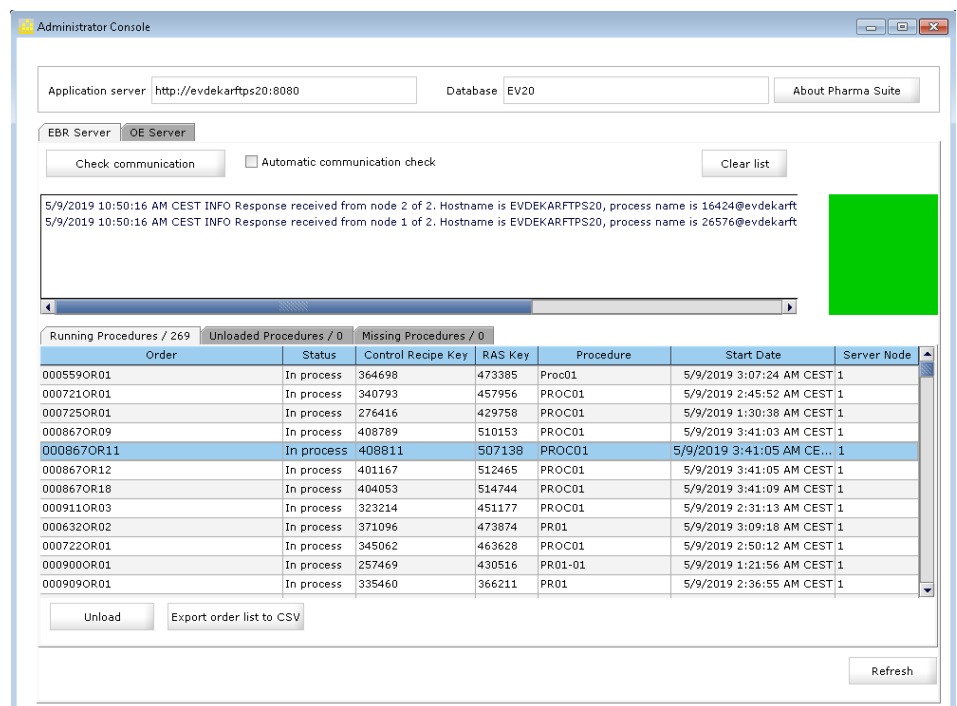 Administrator Console
Application server http://evdekarftps20:8080 Database EV20 About Pharma Suite
EBR Server OE Server
Check communication Automatic communication check Clear list
5/9/2019 10:50:16 AM CEST INFO Response received from node 2 of 2. Hostname is EVDEKARFTPS20, process name is 16424@evdekarft
5/9/2019 10:50:16 AM CEST INFO Response received from node 1 of 2. Hostname is EVDEKARFTPS20, process name is 26576@evdekarft
Running Procedures / 269 Unloaded Procedures / 0 Missing Procedures / 0
Order Status Control Recipe Key RAS Key Procedure Start Date Server Node
000559OR01 In process 364698 473385 Proc01 5/9/2019 3:07:24 AM CEST 1
000721OR01 In process 340793 457956 PROC01 5/9/2019 2:45:52 AM CEST 1
000725OR01 In process 276416 429758 PROC01 5/9/2019 1:30:38 AM CEST 1
000867OR09 In process 408789 510153 PROC01 5/9/2019 3:41:03 AM CEST 1
000867OR11 In process 408811 507138 PROC01 5/9/2019 3:41:05 AM CE... 1
000867OR12 In process 401167 512465 PROC01 5/9/2019 3:41:05 AM CEST 1
000867OR18 In process 404053 514744 PROC01 5/9/2019 3:41:09 AM CEST 1
000911OR03 In process 323214 451177 PROC01 5/9/2019 2:31:13 AM CEST 1
000632OR02 In process 371096 473874 PR01 5/9/2019 3:09:18 AM CEST 1
000722OR01 In process 345062 463628 PROC01 5/9/2019 2:50:12 AM CEST 1
000900OR01 In process 257469 430516 PR01-01 5/9/2019 1:21:56 AM CEST 1
000909OR01 In process 335460 366211 PR01 5/9/2019 2:36:55 AM CEST 1
Unload Export order list to CSV
Refresh